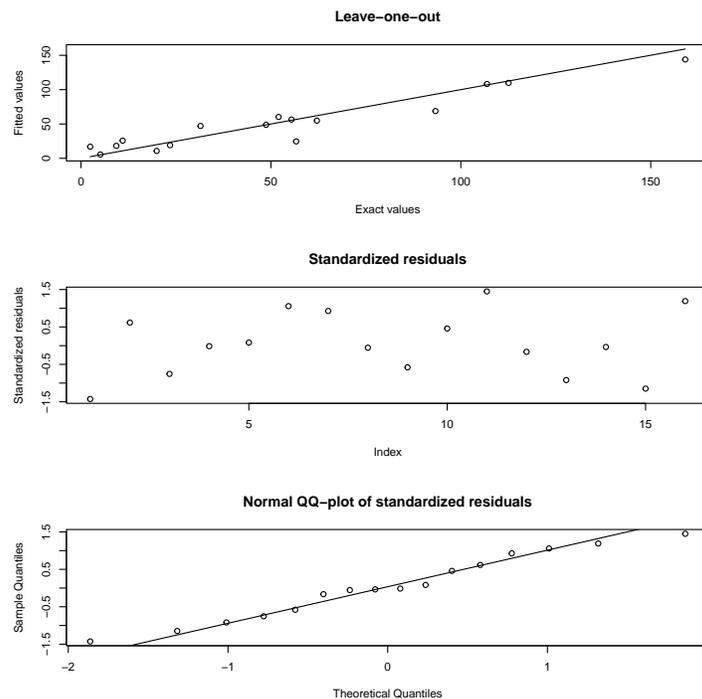 Leave−one−out
Fitted values
0 50 100 150
0 50 100 150
Exact values
Standardized residuals
Standardized residuals
−1.5 −0.5 0.5 1.5
5 10 15
Index
Normal QQ−plot of standardized residuals
Sample Quantiles
−1.5 −0.5 0.5 1.5
−2 −1 0 1
Theoretical Quantiles